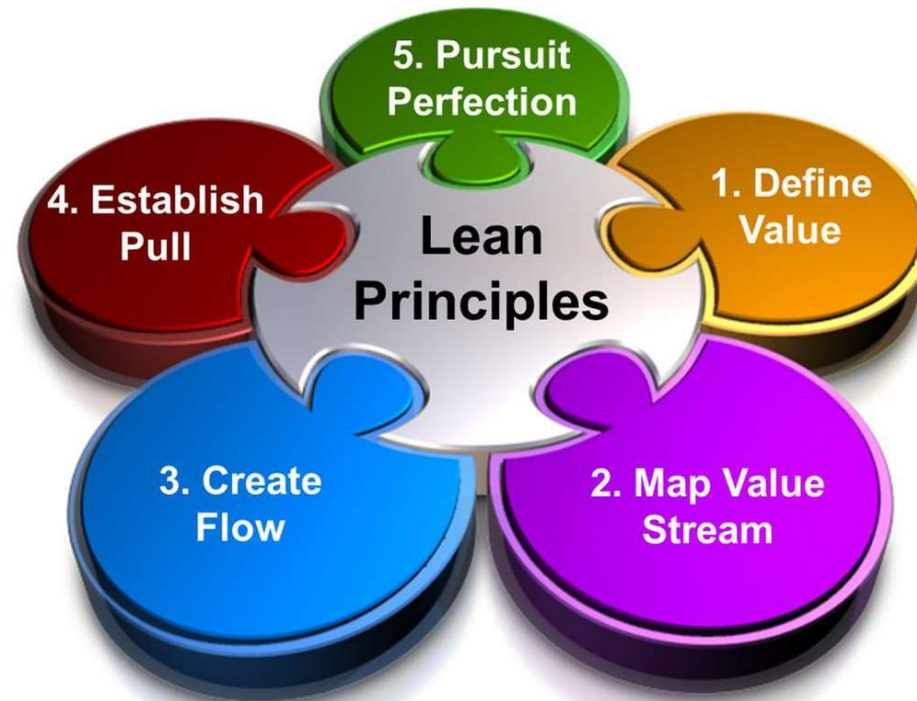 Lean
Principles
1. Define
Value
2. Map Value
Stream
3. Create
Flow
4. Establish
Pull
5. Pursuit
Perfection